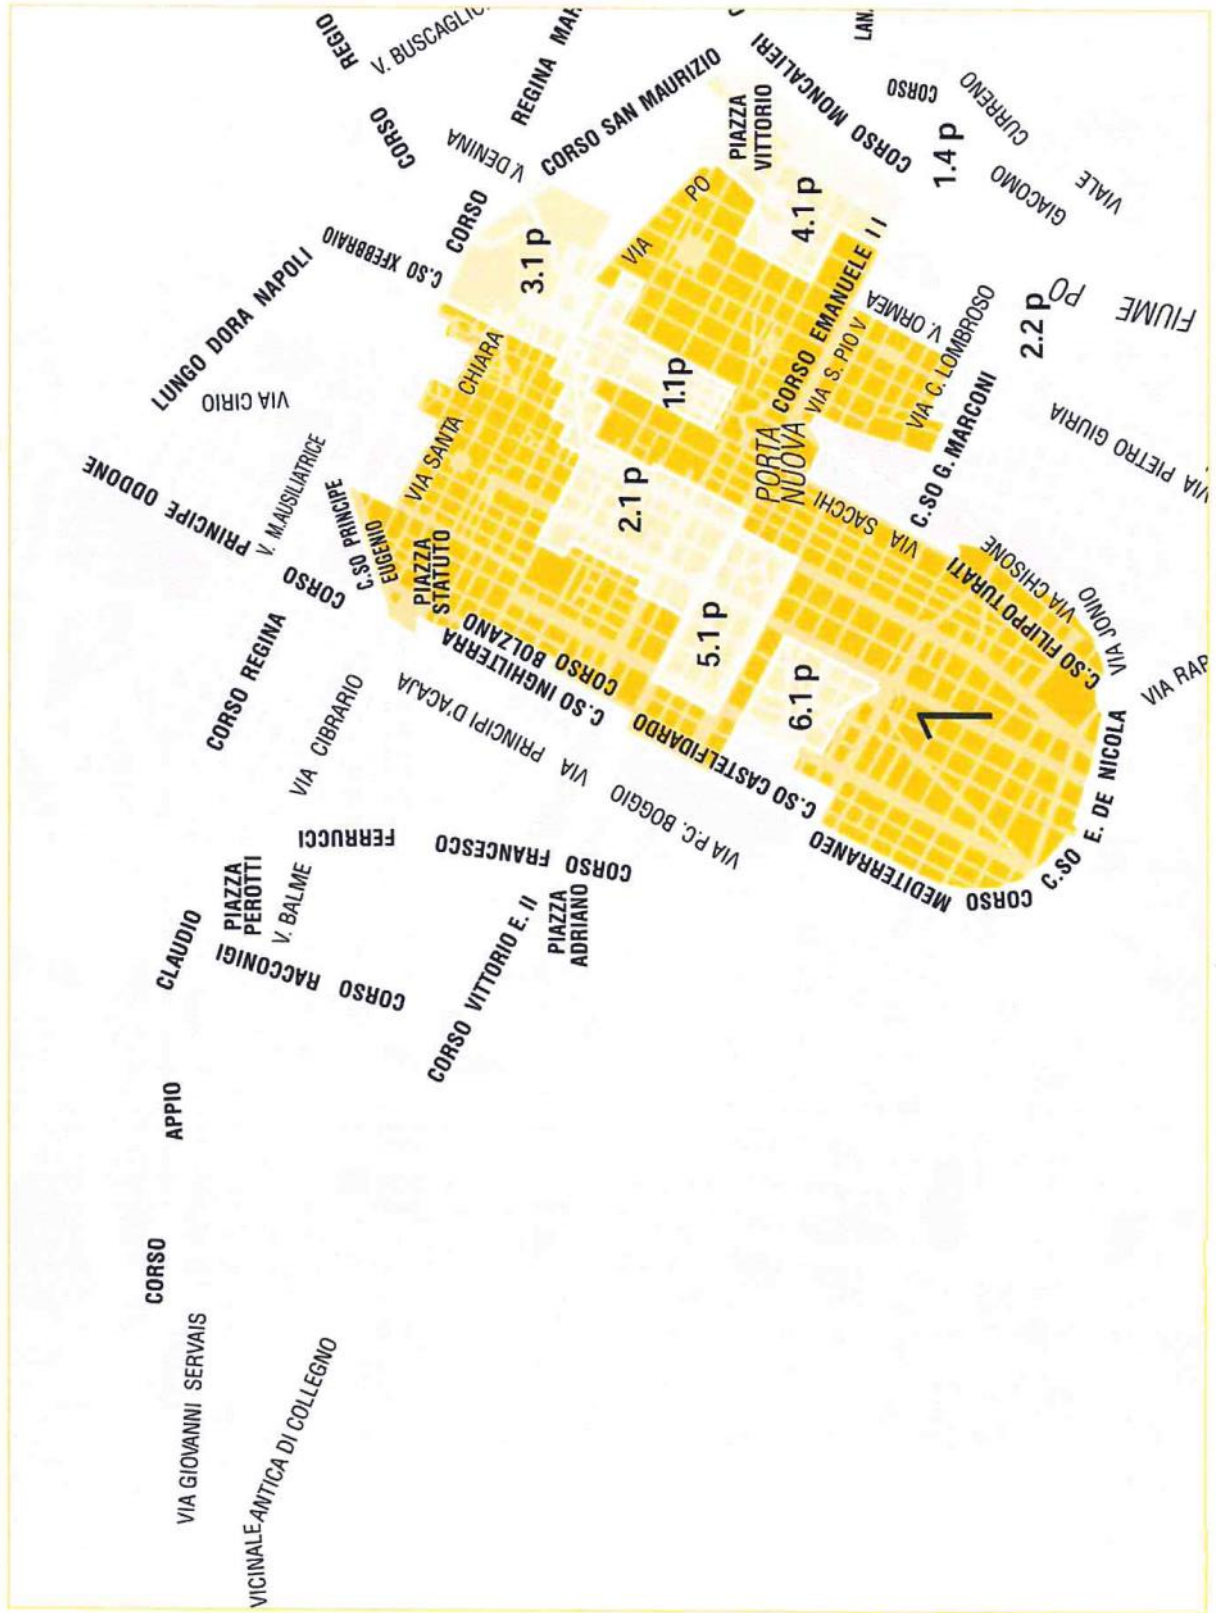 REGIO
V. BUSCAGLIO
CORSO
V. DENINA
REGINA MAR
CORSO
CORSO SAN MAURIZIO
CORSO MONCALIERI
LAN
CORSO
CURRENO
GIACOMO
VIALE
1.4 p
PIAZZA
VITTORIO
4.1 p
VIA PO
3.1 p
C.SO XFEBBRAIO
LUNGO DORA NAPOLI
VIA CIRIO
PRINCIPE ODDONE
V. M.AUSILIATRICE
CORSO
C.SO PRINCIPE
EUGENIO
VIA SANTA CHIARA
PIAZZA
STATUTO
1.1p
2.1 p
5.1 p
6.1 p
1
CORSO EMANUELE II
VIA S. PIO V
V. ORMEA
VIA C. LOMBROSO
2.2 p
FIUME PO
PORTA
NUOVA
VIA SACCHI
C.SO G. MARCONI
VIA PIETRO GIURIA
VIA PI
VIA CHISONE
C.SO FILIPPO TURATI
VIA JONIO
VIA RAP
C.SO E. DE NICOLA
CORSO MEDITERRANEO
C.SO CASTELFIDARDO
CORSO BOLZANO
C.SO INGHILTERRA
VIA PRINCIPI D'ACAJA
VIA P.C. BOGGIO
CORSO REGINA
VIA CIBRARIO
CORSO FRANCESCO FERRUCCI
PIAZZA
PEROTTI
V. BALME
CORSO RACCONIGI
CORSO VITTORIO E. II
PIAZZA
ADRIANO
CLAUDIO
APPIO
CORSO
VIA GIOVANNI SERVAIS
VICINALE ANTICA DI COLLEGNO